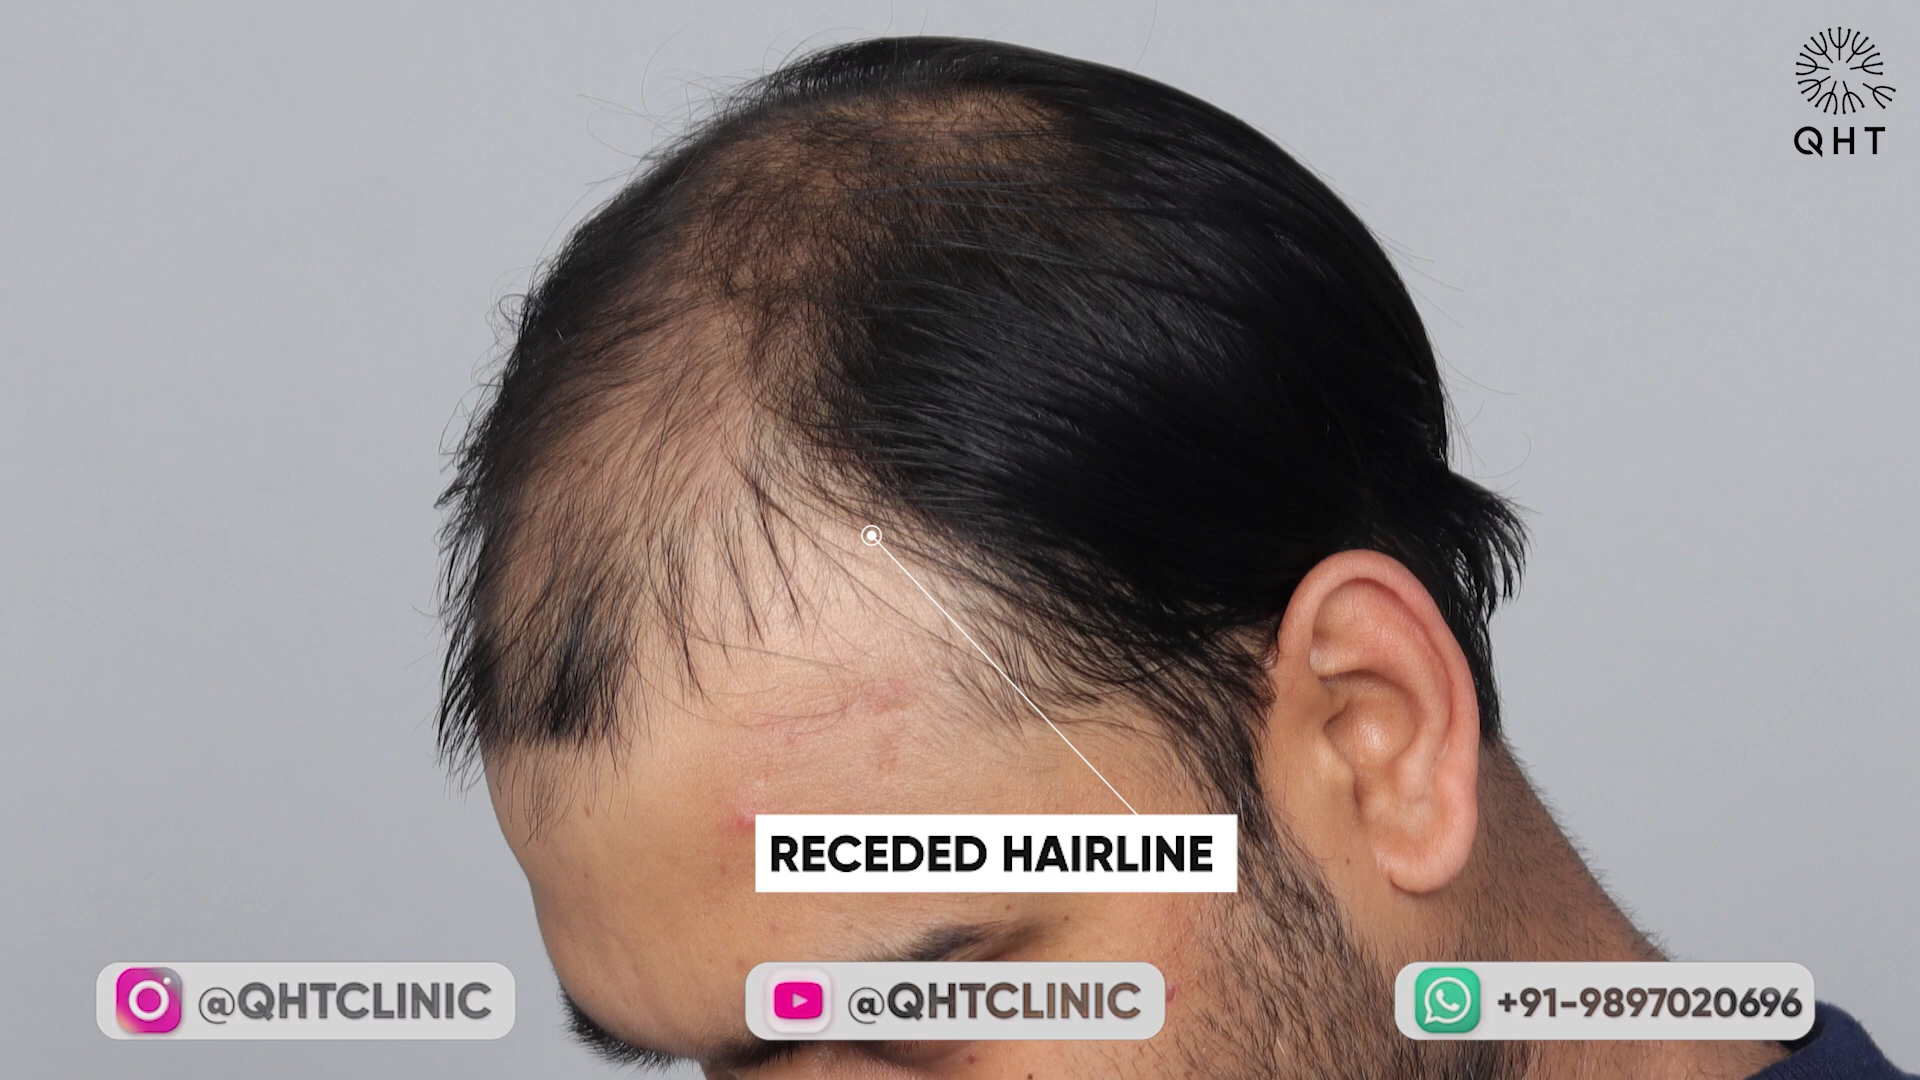 QHT
RECEDED HAIRLINE
@QHTCLINIC
@QHTCLINIC
+91-9897020696